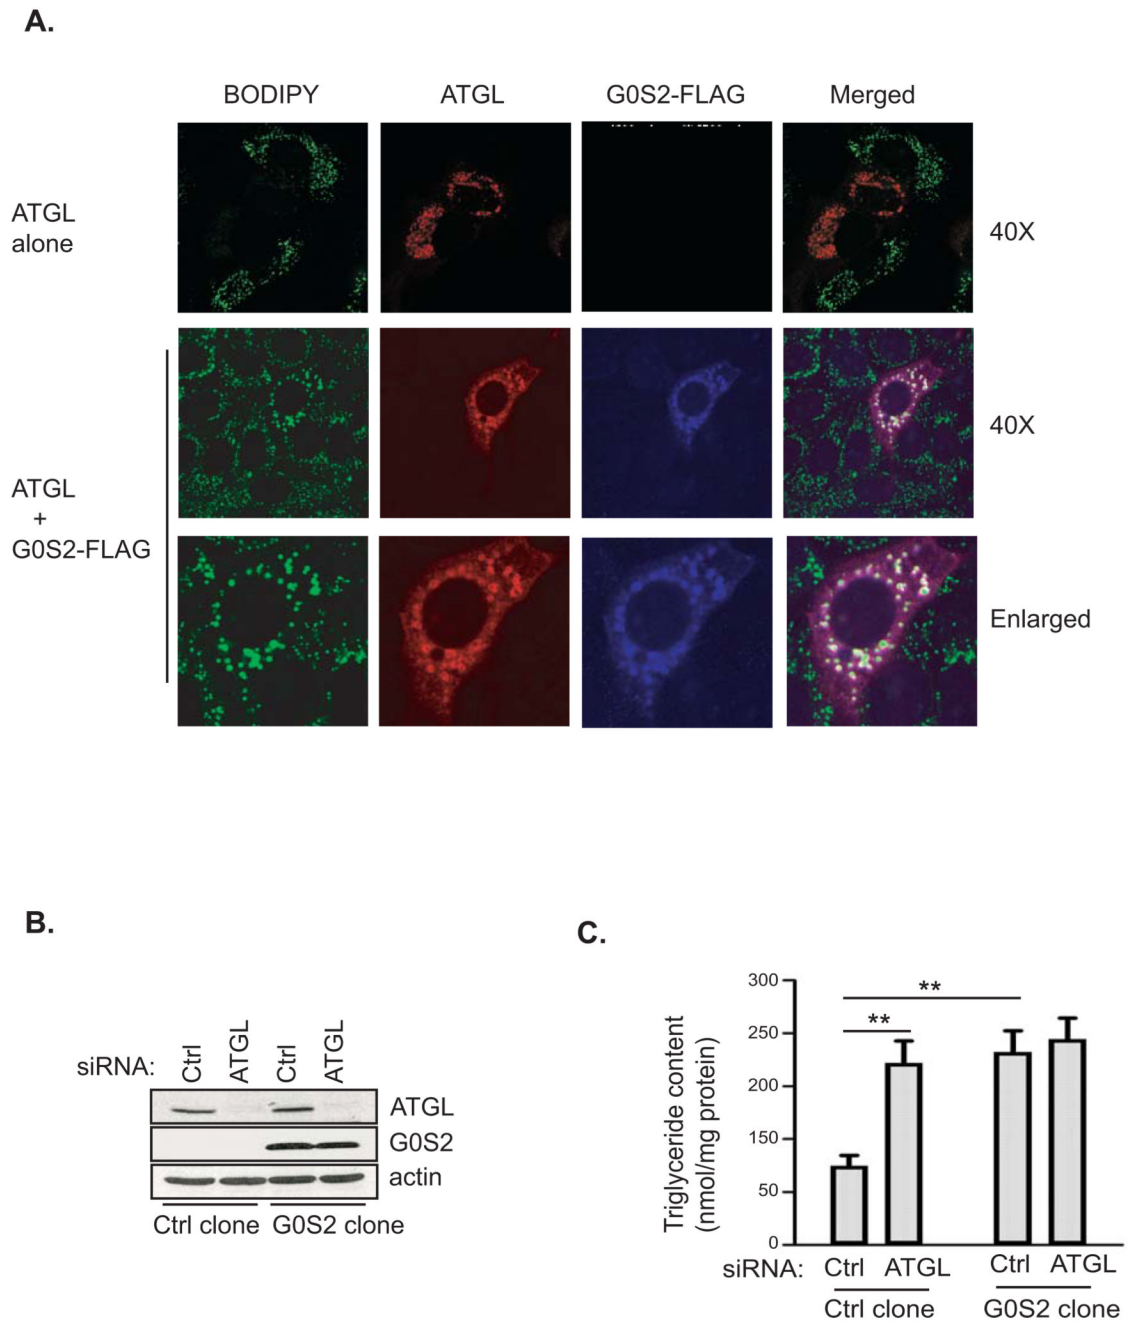 A.
BODIPY ATGL G0S2-FLAG Merged
ATGL
alone
40X
40X
ATGL
+
G0S2-FLAG
Enlarged
B.
siRNA: Ctrl ATGL Ctrl ATGL
ATGL
G0S2
actin
Ctrl clone G0S2 clone
C.
Triglyceride content
(nmol/mg protein)
300
250
200
150
50
0
**
**
siRNA: Ctrl ATGL Ctrl ATGL
Ctrl clone G0S2 clone